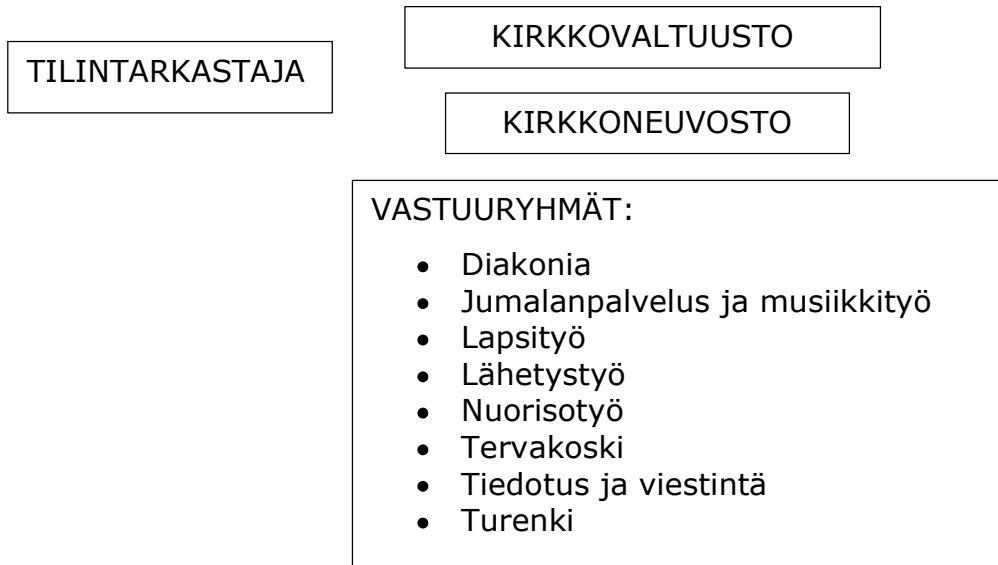 KIRKKOVALTUUSTO
TILINTARKASTAJA
KIRKKONEUVOSTO
VASTUURYHMÄT:
• Diakonia
• Jumalanpalvelus ja musiikkityö
• Lapsityö
• Lähetystyö
• Nuorisotyö
• Tervakoski
• Tiedotus ja viestintä
• Turenki